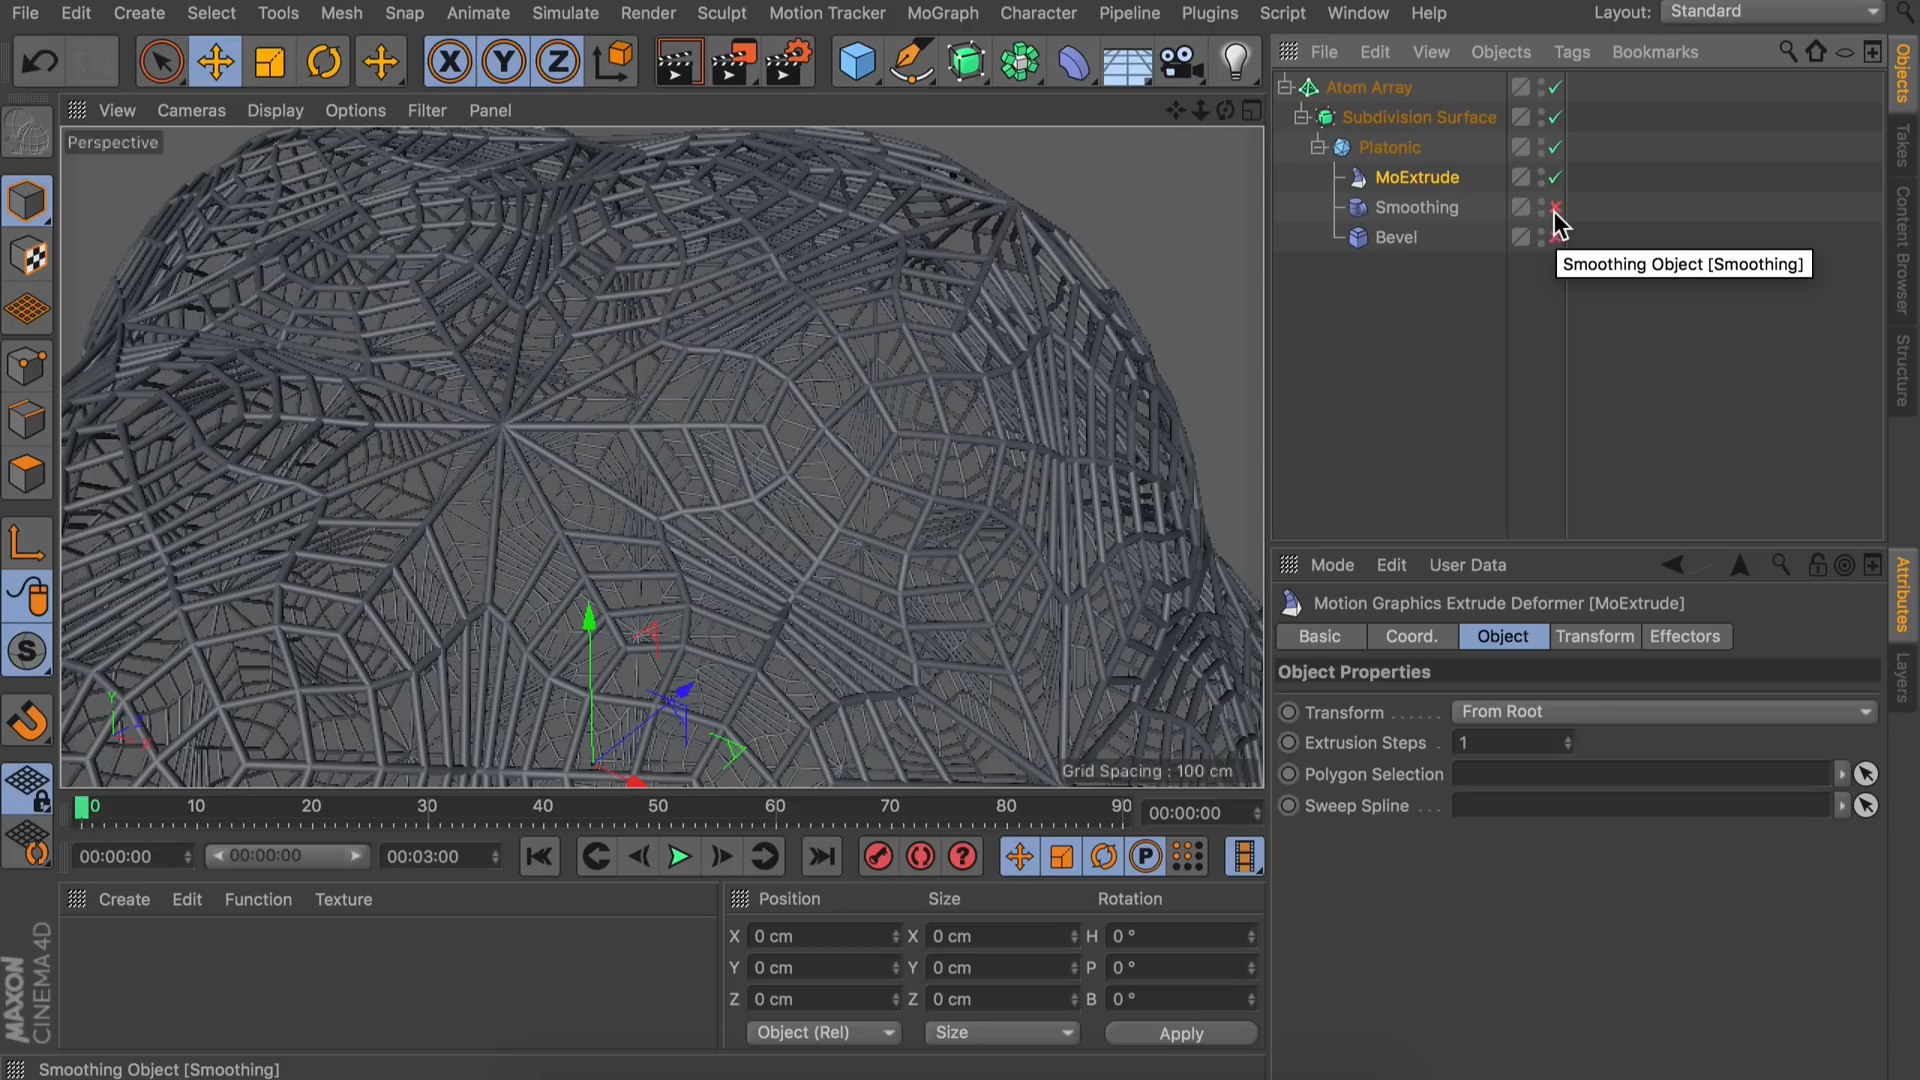 File Edit Create Select Tools Mesh Snap Animate Simulate Render Sculpt Motion Tracker MoGraph Character Pipeline Plugins Script Window Help Layout: Standard
X Y Z
File Edit View Objects Tags Bookmarks
View Cameras Display Options Filter Panel
Perspective
Atom Array
Subdivision Surface
Platonic
MoExtrude
Smoothing
Bevel
Smoothing Object [Smoothing]
Objects
Takes
Content Browser
Structure
Mode Edit User Data
Motion Graphics Extrude Deformer [MoExtrude]
Basic Coord. Object Transform Effectors
Object Properties
Transform ...... From Root
Extrusion Steps . 1
Polygon Selection
Sweep Spline ...
Attributes
Layers
S
Y
Z
X
Grid Spacing : 100 cm
0 10 20 30 40 50 60 70 80 90 00:00:00
00:00:00 00:00:00 00:03:00
? P
Create Edit Function Texture
Position Size Rotation
X 0 cm X 0 cm H 0 °
Y 0 cm Y 0 cm P 0 °
Z 0 cm Z 0 cm B 0 °
Object (Rel) Size Apply
MAXON
CINEMA 4D
Smoothing Object [Smoothing]